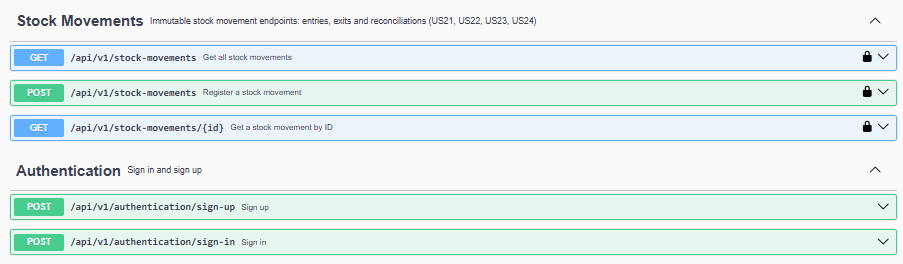 Stock Movements Immutable stock movement endpoints: entries, exits and reconciliations (US21, US22, US23, US24)
GET /api/v1/stock-movements Get all stock movements
POST /api/v1/stock-movements Register a stock movement
GET /api/v1/stock-movements/{id} Get a stock movement by ID
Authentication Sign in and sign up
POST /api/v1/authentication/sign-up Sign up
POST /api/v1/authentication/sign-in Sign in